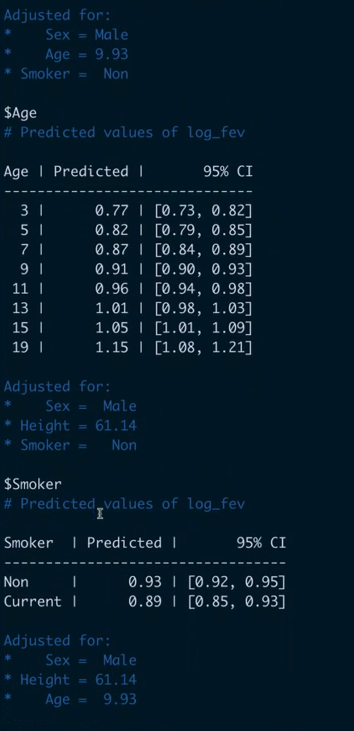 Adjusted for:
*    Sex = Male
*    Age = 9.93
* Smoker =  Non
$Age
# Predicted values of log_fev
Age | Predicted |       95% CI
------------------------------
  3 |      0.77 | [0.73, 0.82]
  5 |      0.82 | [0.79, 0.85]
  7 |      0.87 | [0.84, 0.89]
  9 |      0.91 | [0.90, 0.93]
 11 |      0.96 | [0.94, 0.98]
 13 |      1.01 | [0.98, 1.03]
 15 |      1.05 | [1.01, 1.09]
 19 |      1.15 | [1.08, 1.21]
Adjusted for:
*    Sex =  Male
* Height = 61.14
* Smoker =   Non
$Smoker
# Predicted values of log_fev
Smoker  | Predicted |       95% CI
----------------------------------
Non     |      0.93 | [0.92, 0.95]
Current |      0.89 | [0.85, 0.93]
Adjusted for:
*    Sex =  Male
* Height = 61.14
*    Age =  9.93